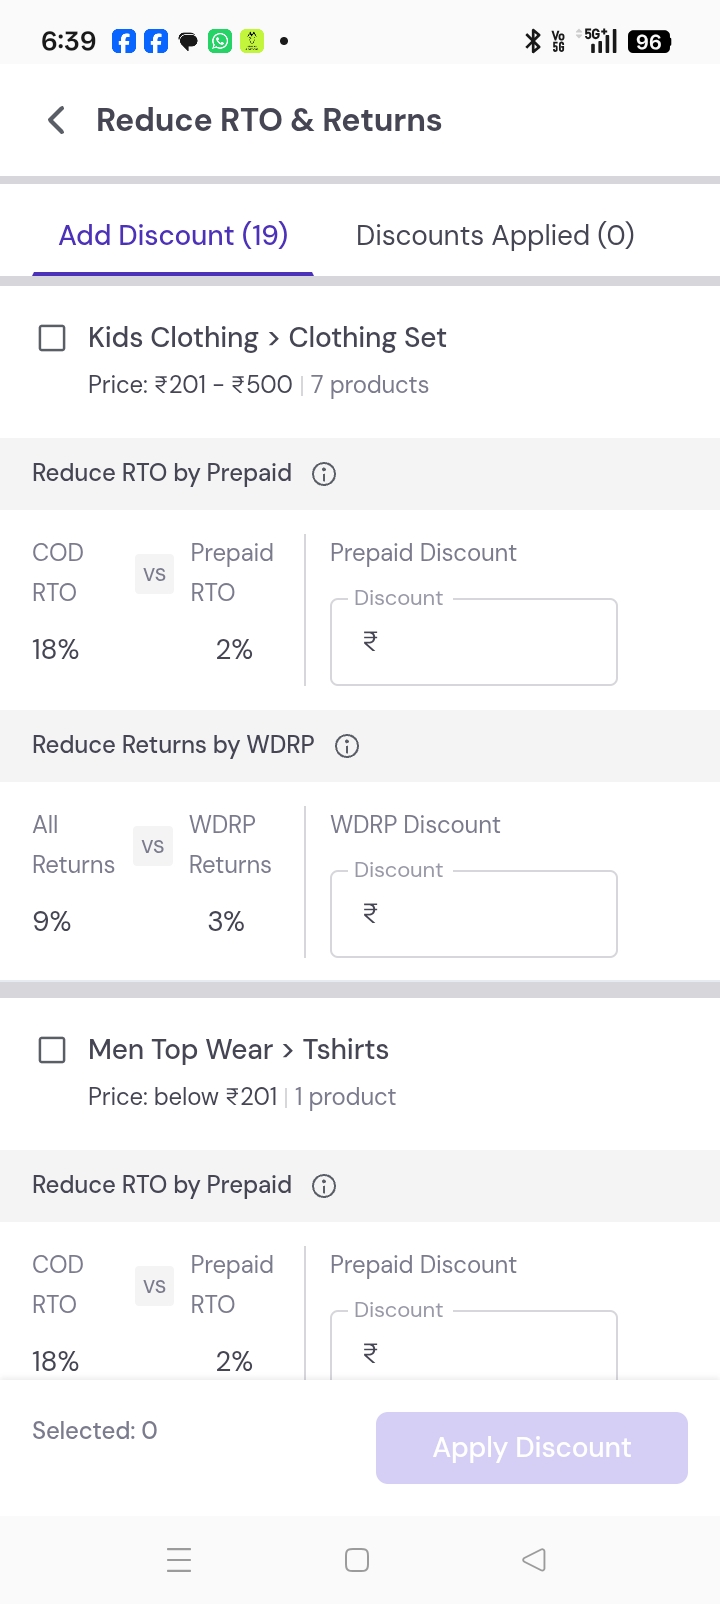 6:39
Vo 5G 5G+ 96
Reduce RTO & Returns
Add Discount (19) Discounts Applied (0)
Kids Clothing > Clothing Set
Price: ₹201 - ₹500 | 7 products
Reduce RTO by Prepaid
COD RTO VS Prepaid RTO Prepaid Discount
Discount
18% 2% ₹
Reduce Returns by WDRP
All Returns VS WDRP Returns WDRP Discount
Discount
9% 3% ₹
Men Top Wear > Tshirts
Price: below ₹201 | 1 product
Reduce RTO by Prepaid
COD RTO VS Prepaid RTO Prepaid Discount
Discount
18% 2% ₹
Selected: 0 Apply Discount